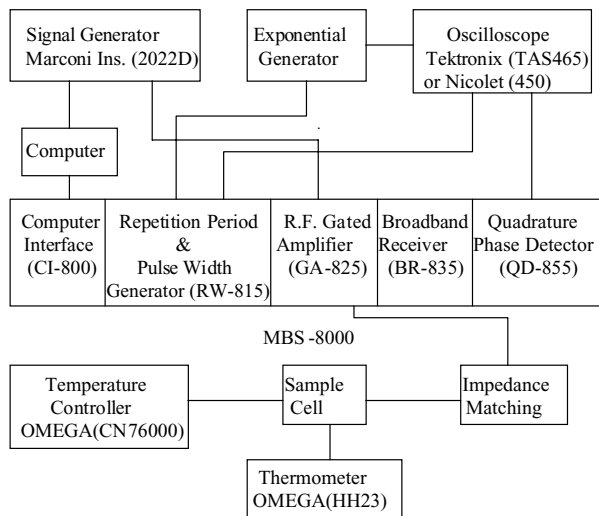 Signal Generator
Marconi Ins. (2022D)
Exponential
Generator
Oscilloscope
Tektronix (TAS465)
or Nicolet (450)
Computer
Computer
Interface
(CI-800)
Repetition Period
&
Pulse Width
Generator (RW-815)
R.F. Gated
Amplifier
(GA-825)
Broadband
Receiver
(BR-835)
Quadrature
Phase Detector
(QD-855)
MBS -8000
Temperature
Controller
OMEGA(CN76000)
Sample
Cell
Impedance
Matching
Thermometer
OMEGA(HH23)